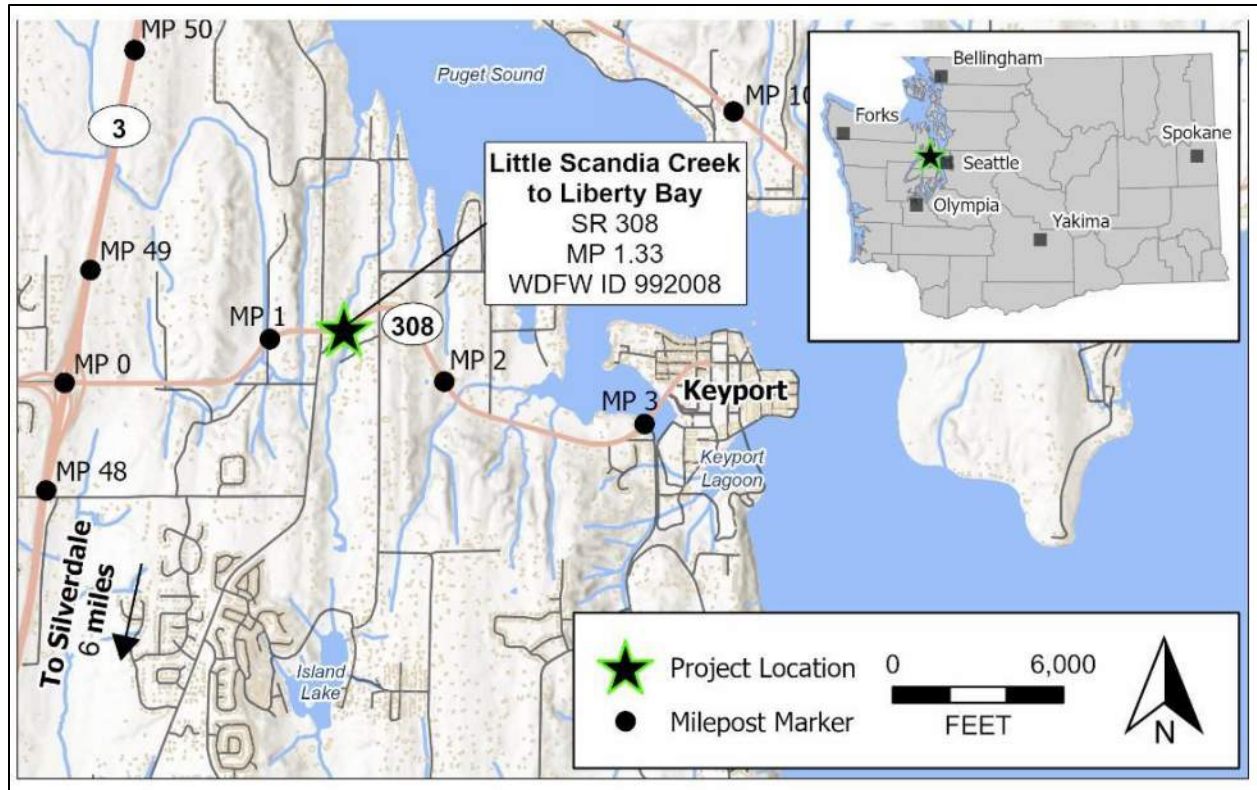 MP 50
Puget Sound
MP 10
3
Little Scandia Creek
to Liberty Bay
SR 308
MP 1.33
WDFW ID 992008
MP 49
MP 1
308
MP 0
MP 2
MP 3
Keyport
Keyport
Lagoon
MP 48
To Silverdale
6 miles
Island
Lake
Bellingham
Forks
Spokane
Seattle
Olympia
Yakima
Project Location
Milepost Marker
0 6,000
FEET
N